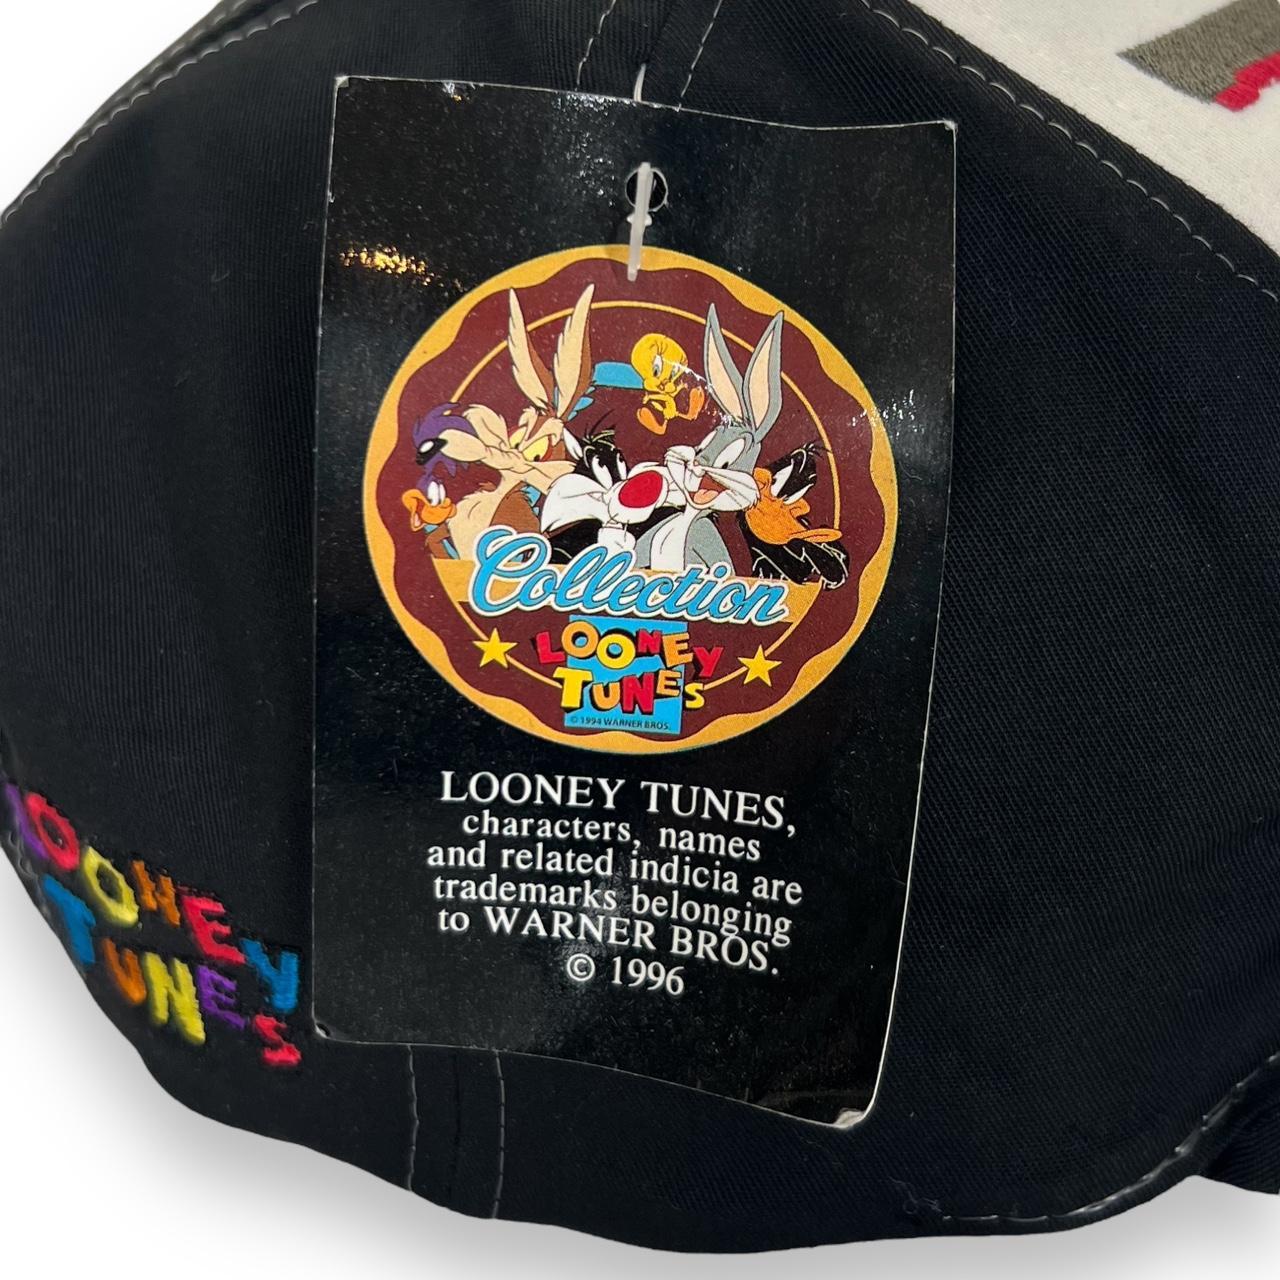 Collection
LOONEY
TUNES
© 1994 WARNER BROS.
LOONEY TUNES,
characters, names
and related indicia are
trademarks belonging
to WARNER BROS.
© 1996
LOONEY
TUNES